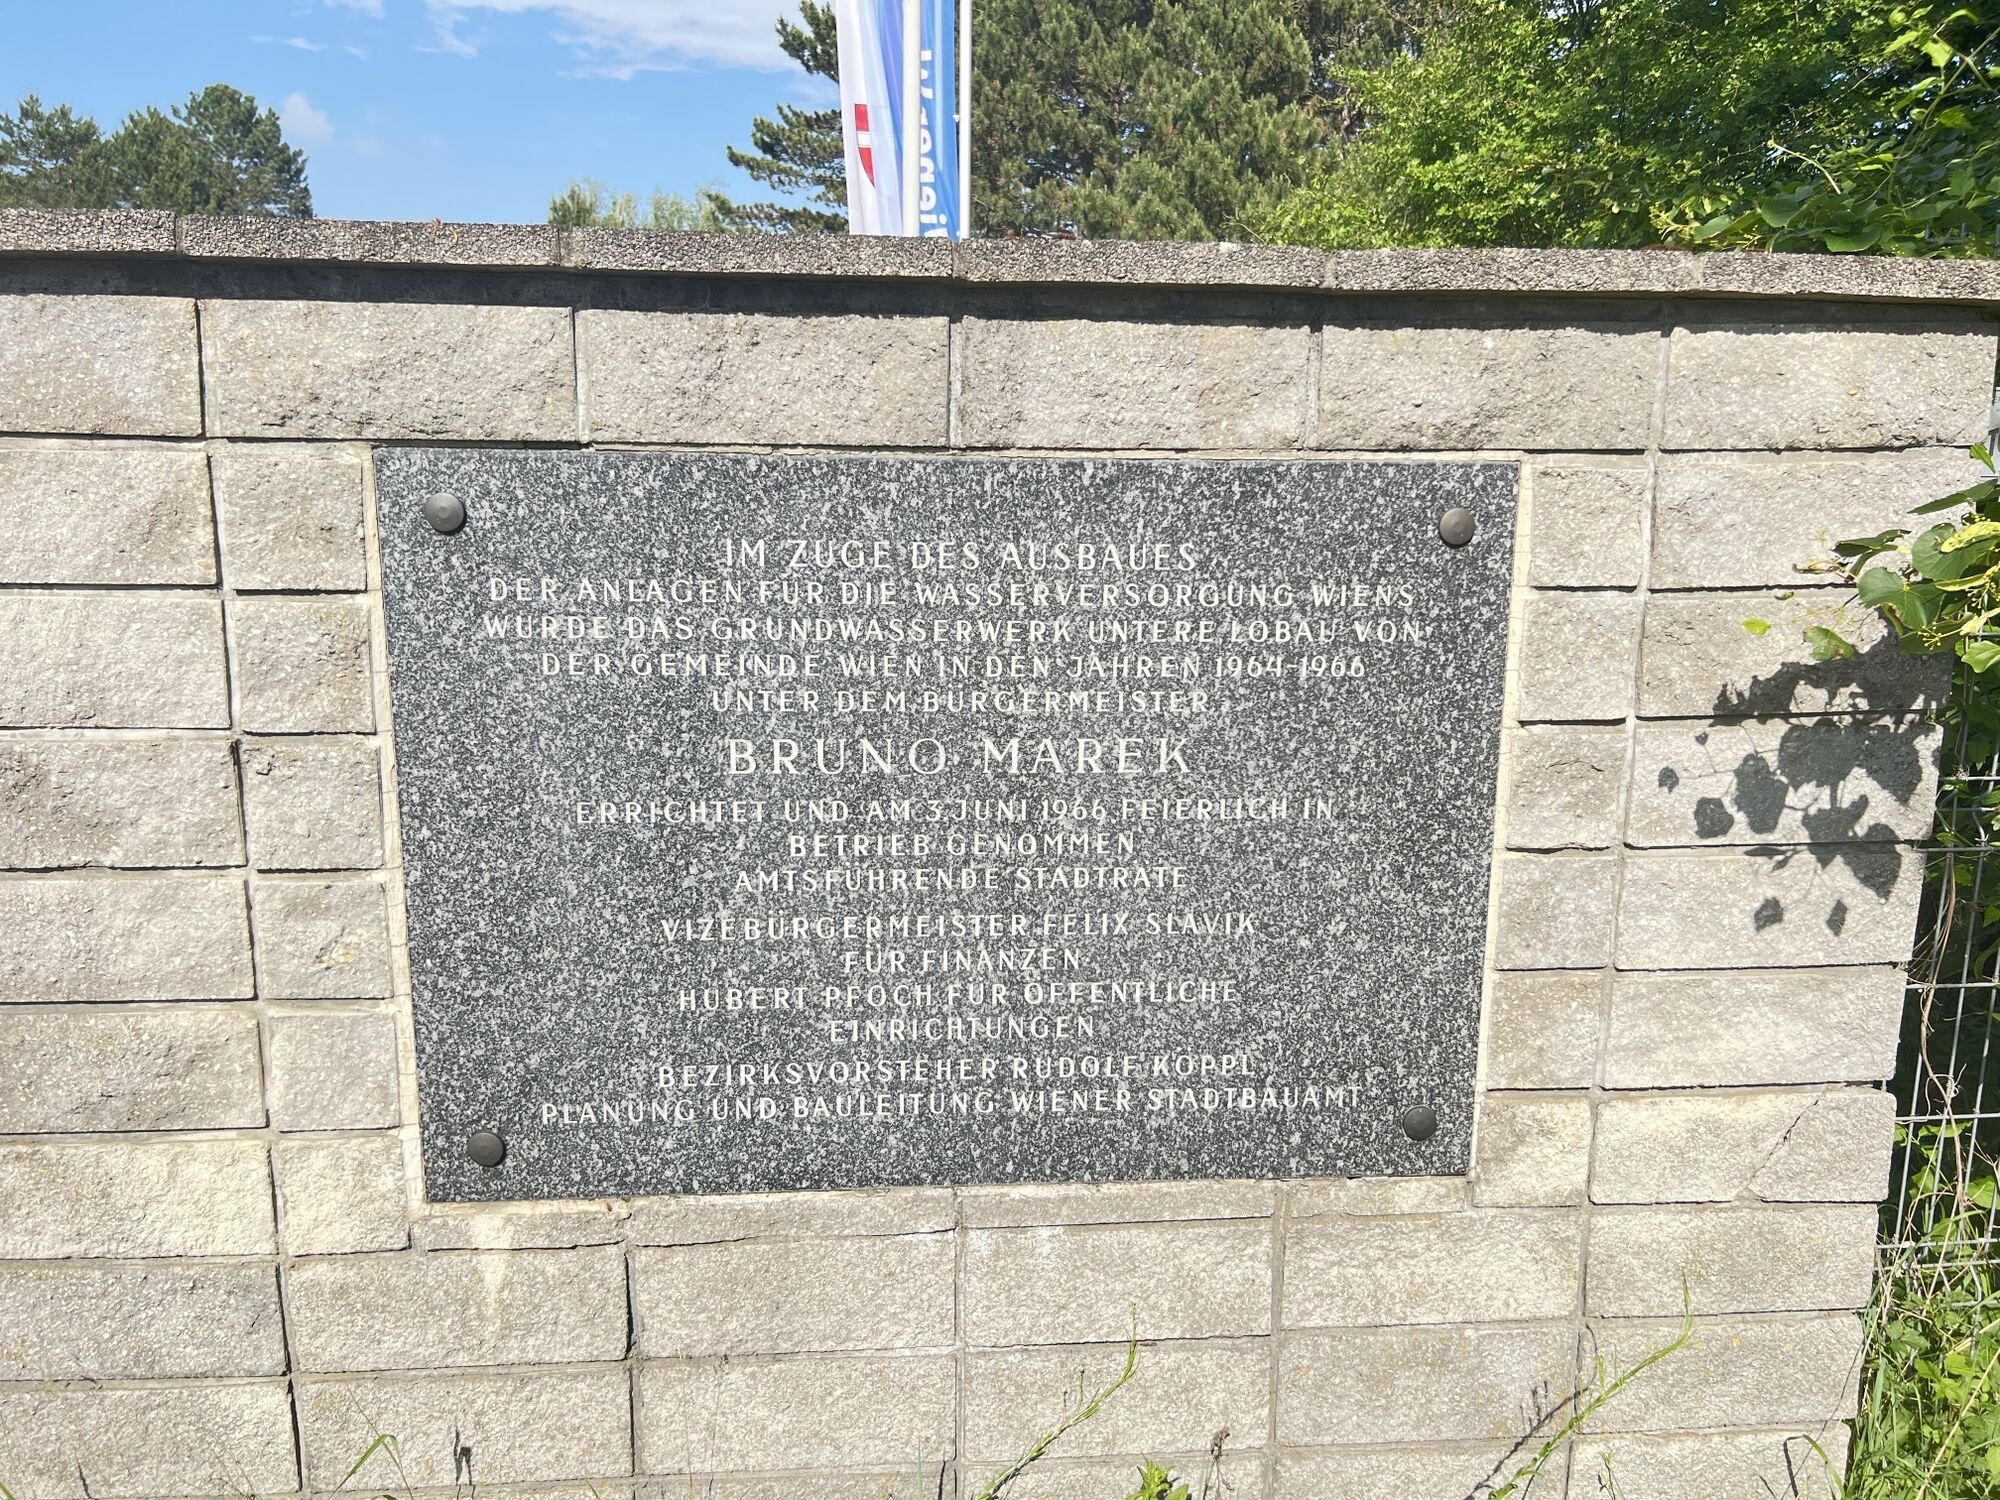 IM ZUGE DES AUSBAUES
DER ANLAGEN FÜR DIE WASSERVERSORGUNG WIENS
WURDE DAS GRUNDWASSERWERK UNTERE LOBAU VON
DER GEMEINDE WIEN IN DEN JAHREN 1964-1966
UNTER DEM BÜRGERMEISTER
BRUNO MAREK
ERRICHTET UND AM 3. JUNI 1966 FEIERLICH IN
BETRIEB GENOMMEN
AMTSFÜHRENDE STADTRÄTE
VIZEBÜRGERMEISTER FELIX SLAVIK
FÜR FINANZEN
HUBERT PFOCH FÜR ÖFFENTLICHE
EINRICHTUNGEN
BEZIRKSVORSTEHER RUDOLF KÖPPL
PLANUNG UND BAULEITUNG WIENER STADTBAUAMT